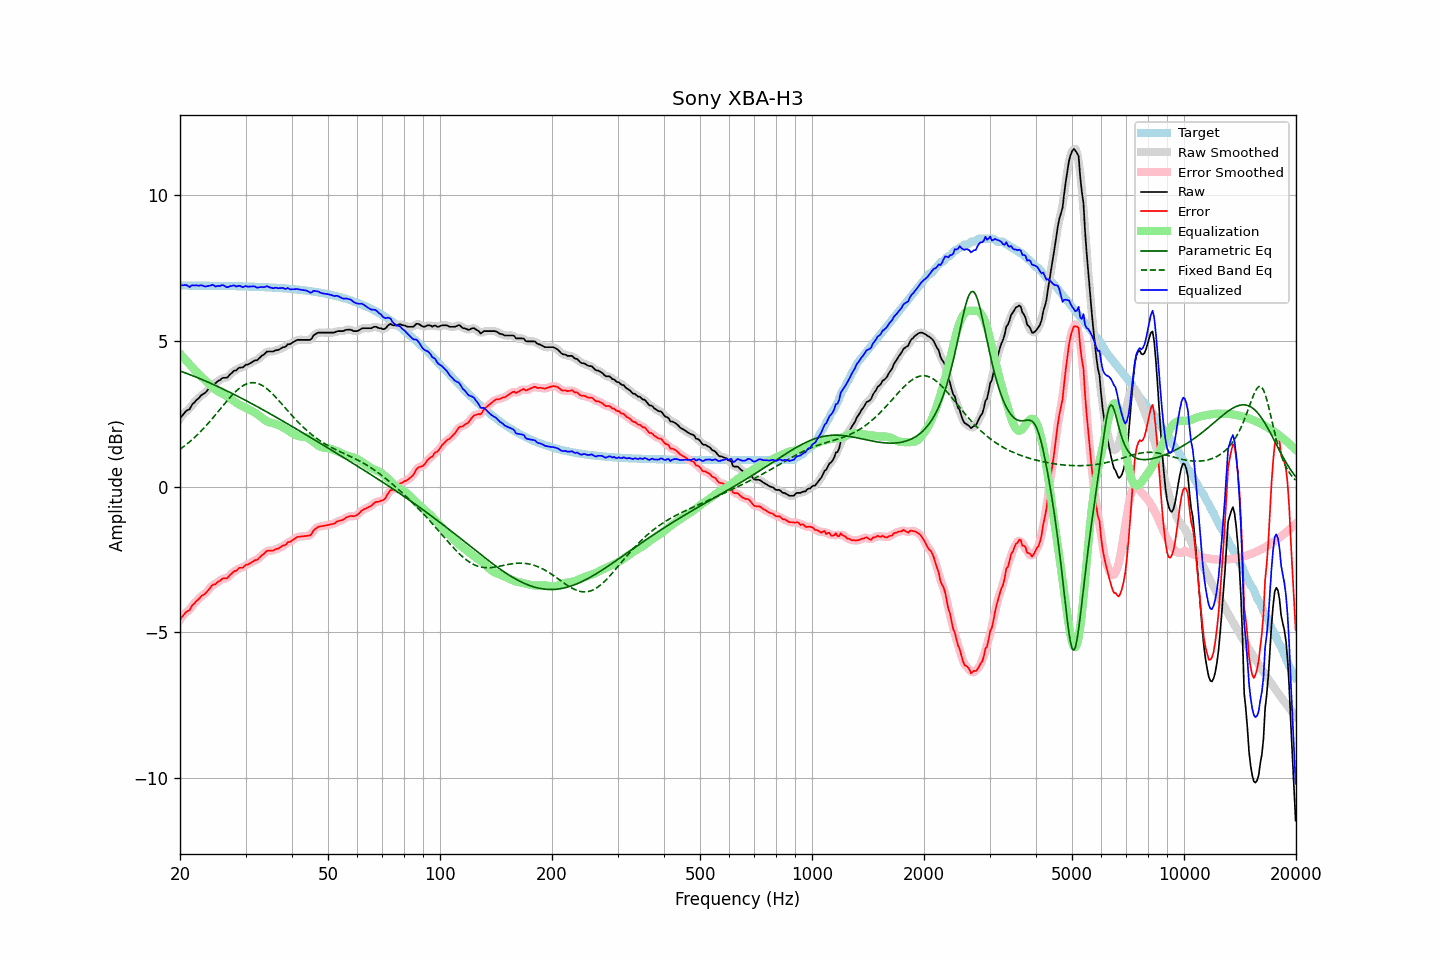 Sony XBA-H3
Target
Raw Smoothed
Error Smoothed
Raw
Error
Equalization
Parametric Eq
Fixed Band Eq
Equalized
Amplitude (dBr)
10
5
0
−5
−10
20
50
100
200
500
1000
2000
5000
10000
20000
Frequency (Hz)